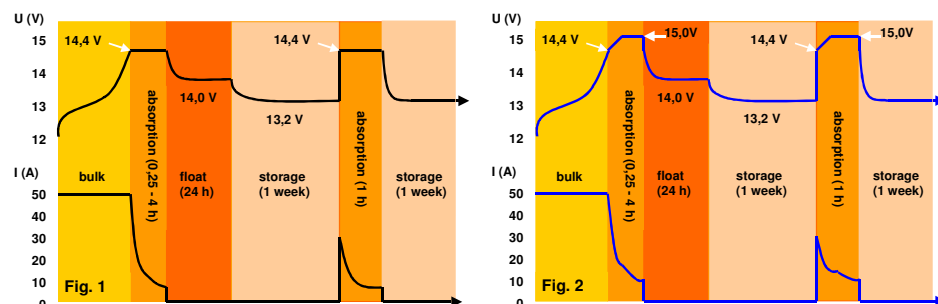 U (V)
15
14
13
12
I (A)
50
40
30
20
10
0
14,4 V
14,0 V
13,2 V
14,4 V
bulk
absorption (0,25 - 4 h)
float
(24 h)
storage
(1 week)
absorption (1 h)
storage
(1 week)
Fig. 1
U (V)
15
14
13
12
I (A)
50
40
30
20
10
0
14,4 V
15,0V
14,0 V
13,2 V
14,4 V
15,0V
bulk
absorption (0,25 - 4 h)
float
(24 h)
storage
(1 week)
absorption (1 h)
storage
(1 week)
Fig. 2